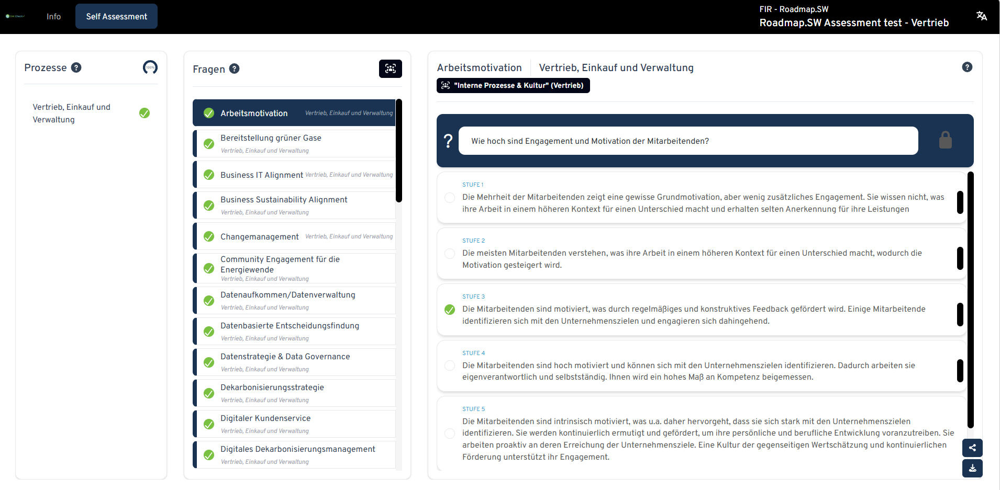 SW.Check✓
Info
Self Assessment
FIR - Roadmap.SW
Roadmap.SW Assessment test - Vertrieb
Prozesse ?
100%
Vertrieb, Einkauf und
Verwaltung
Fragen ?
Arbeitsmotivation Vertrieb, Einkauf und Verwaltung
Bereitstellung grüner Gase
Vertrieb, Einkauf und Verwaltung
Business IT Alignment Vertrieb, Einkauf und Verwaltung
Business Sustainability Alignment
Vertrieb, Einkauf und Verwaltung
Changemanagement Vertrieb, Einkauf und Verwaltung
Community Engagement für die
Energiewende
Vertrieb, Einkauf und Verwaltung
Datenaufkommen/Datenverwaltung
Vertrieb, Einkauf und Verwaltung
Datenbasierte Entscheidungsfindung
Vertrieb, Einkauf und Verwaltung
Datenstrategie & Data Governance
Vertrieb, Einkauf und Verwaltung
Dekarbonisierungsstrategie
Vertrieb, Einkauf und Verwaltung
Digitaler Kundenservice
Vertrieb, Einkauf und Verwaltung
Digitales Dekarbonisierungsmanagement
Vertrieb, Einkauf und Verwaltung
Arbeitsmotivation Vertrieb, Einkauf und Verwaltung ?
"Interne Prozesse & Kultur" (Vertrieb)
? Wie hoch sind Engagement und Motivation der Mitarbeitenden?
STUFE 1
Die Mehrheit der Mitarbeitenden zeigt eine gewisse Grundmotivation, aber wenig zusätzliches Engagement. Sie wissen nicht, was
ihre Arbeit in einem höheren Kontext für einen Unterschied macht und erhalten selten Anerkennung für ihre Leistungen
STUFE 2
Die meisten Mitarbeitenden verstehen, was ihre Arbeit in einem höheren Kontext für einen Unterschied macht, wodurch die
Motivation gesteigert wird.
STUFE 3
Die Mitarbeitenden sind motiviert, was durch regelmäßiges und konstruktives Feedback gefördert wird. Einige Mitarbeitende
identifizieren sich mit den Unternehmenszielen und engagieren sich dahingehend.
STUFE 4
Die Mitarbeitenden sind hoch motiviert und können sich mit den Unternehmenszielen identifizieren. Dadurch arbeiten sie
eigenverantwortlich und selbstständig. Ihnen wird ein hohes Maß an Kompetenz beigemessen.
STUFE 5
Die Mitarbeitenden sind intrinsisch motiviert, was u.a. daher hervorgeht, dass sie sich stark mit den Unternehmenszielen
identifizieren. Sie werden kontinuierlich ermutigt und gefördert, um ihre persönliche und berufliche Entwicklung voranzutreiben. Sie
arbeiten proaktiv an deren Erreichung der Unternehmensziele. Eine Kultur der gegenseitigen Wertschätzung und kontinuierlichen
Förderung unterstützt ihr Engagement.